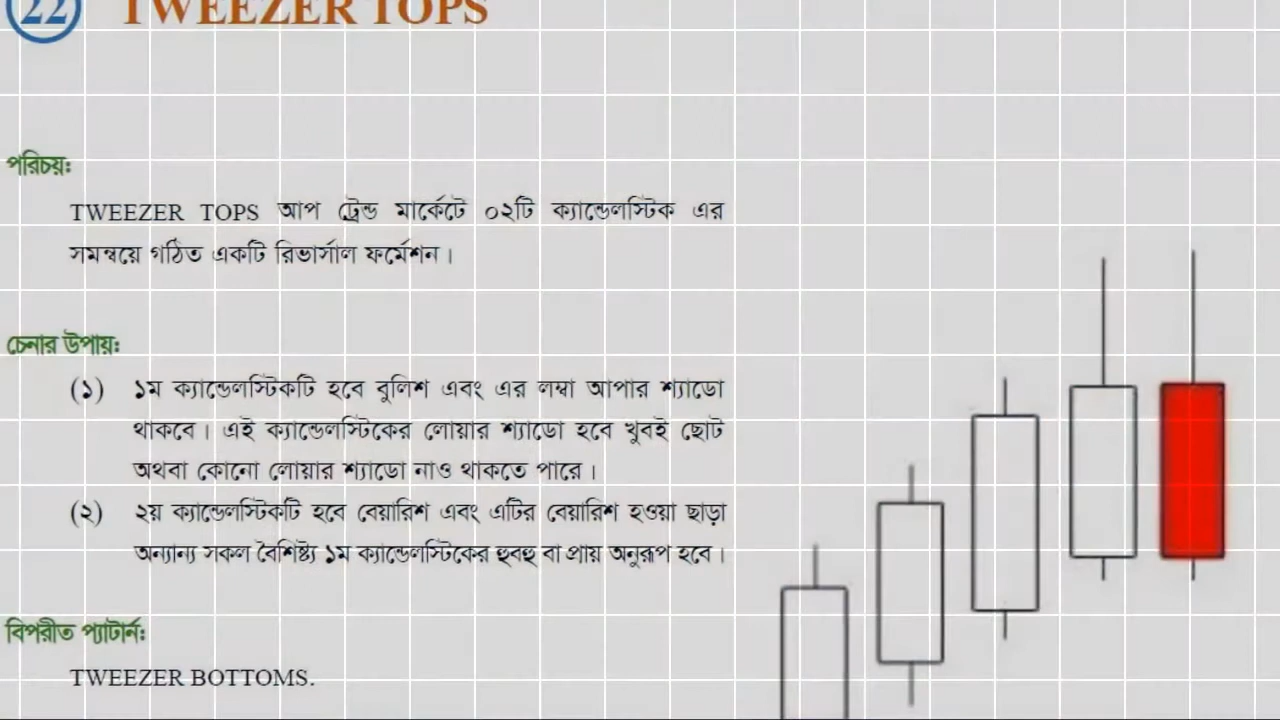 22 TWEEZER TOPS
পরিচয়ঃ
TWEEZER TOPS আপ ট্রেন্ড মার্কেটে ০২টি ক্যান্ডেলস্টিক এর
সমন্বয়ে গঠিত একটি রিভার্সাল ফর্মেশন।
চেনার উপায়ঃ
(১) ১ম ক্যান্ডেলস্টিকটি হবে বুলিশ এবং এর লম্বা আপার শ্যাডো
থাকবে। এই ক্যান্ডেলস্টিকের লোয়ার শ্যাডো হবে খুবই ছোট
অথবা কোনো লোয়ার শ্যাডো নাও থাকতে পারে।
(২) ২য় ক্যান্ডেলস্টিকটি হবে বেয়ারিশ এবং এটির বেয়ারিশ হওয়া ছাড়া
অন্যান্য সকল বৈশিষ্ট্য ১ম ক্যান্ডেলস্টিকের হুবহু বা প্রায় অনুরূপ হবে।
বিপরীত প্যাটার্নঃ
TWEEZER BOTTOMS.